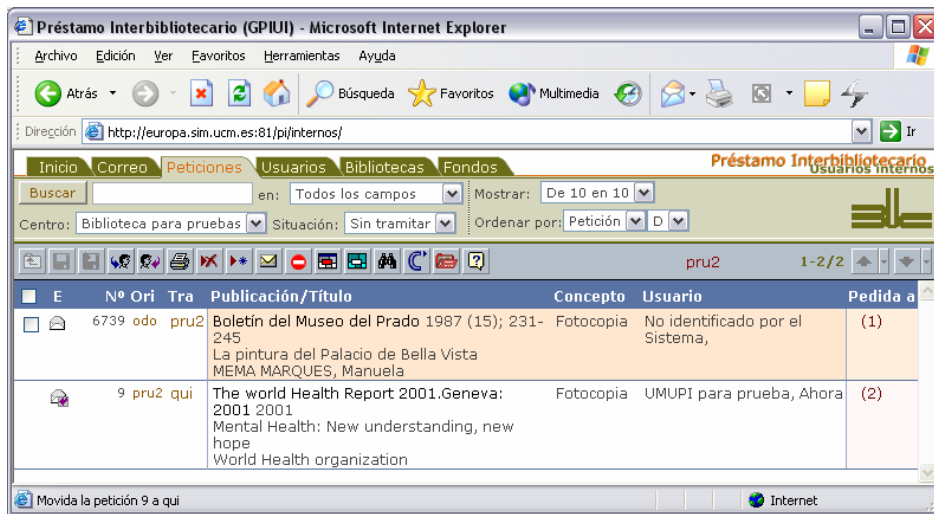 Préstamo Interbibliotecario (GPIUI) - Microsoft Internet Explorer
Archivo Edición Ver Favoritos Herramientas Ayuda
Atrás Búsqueda Favoritos Multimedia
Dirección http://europa.sim.ucm.es:81/pi/internos/ Ir
Inicio Correo Peticiones Usuarios Bibliotecas Fondos Préstamo Interbibliotecario
Usuarios Internos
Buscar en: Todos los campos Mostrar: De 10 en 10
Centro: Biblioteca para pruebas Situación: Sin tramitar Ordenar por: Petición D
pru2 1-2/2
E Nº Ori Tra Publicación/Título Concepto Usuario Pedida a
6739 odo pru2 Boletín del Museo del Prado 1987 (15); 231- Fotocopia No identificado por el (1)
245 Sistema,
La pintura del Palacio de Bella Vista
MEMA MARQUES, Manuela
9 pru2 qui The world Health Report 2001.Geneva: Fotocopia UMUPI para prueba, Ahora (2)
2001 2001
Mental Health: New understanding, new
hope
World Health organization
Movida la petición 9 a qui Internet